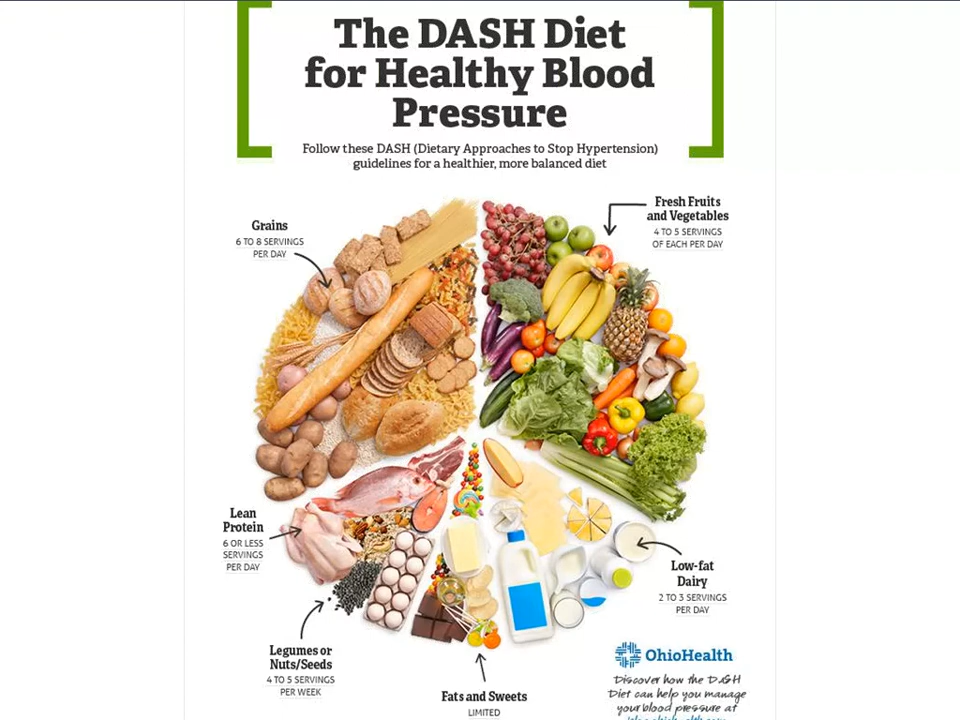 The DASH Diet
for Healthy Blood
Pressure
Follow these DASH (Dietary Approaches to Stop Hypertension)
guidelines for a healthier, more balanced diet
Grains
6 TO 8 SERVINGS
PER DAY
Fresh Fruits
and Vegetables
4 TO 5 SERVINGS
OF EACH PER DAY
Lean
Protein
6 OR LESS
SERVINGS
PER DAY
Low-fat
Dairy
2 TO 3 SERVINGS
PER DAY
Legumes or
Nuts/Seeds
4 TO 5 SERVINGS
PER WEEK
Fats and Sweets
LIMITED
OhioHealth
Discover how the DASH
Diet can help you manage
your blood pressure at